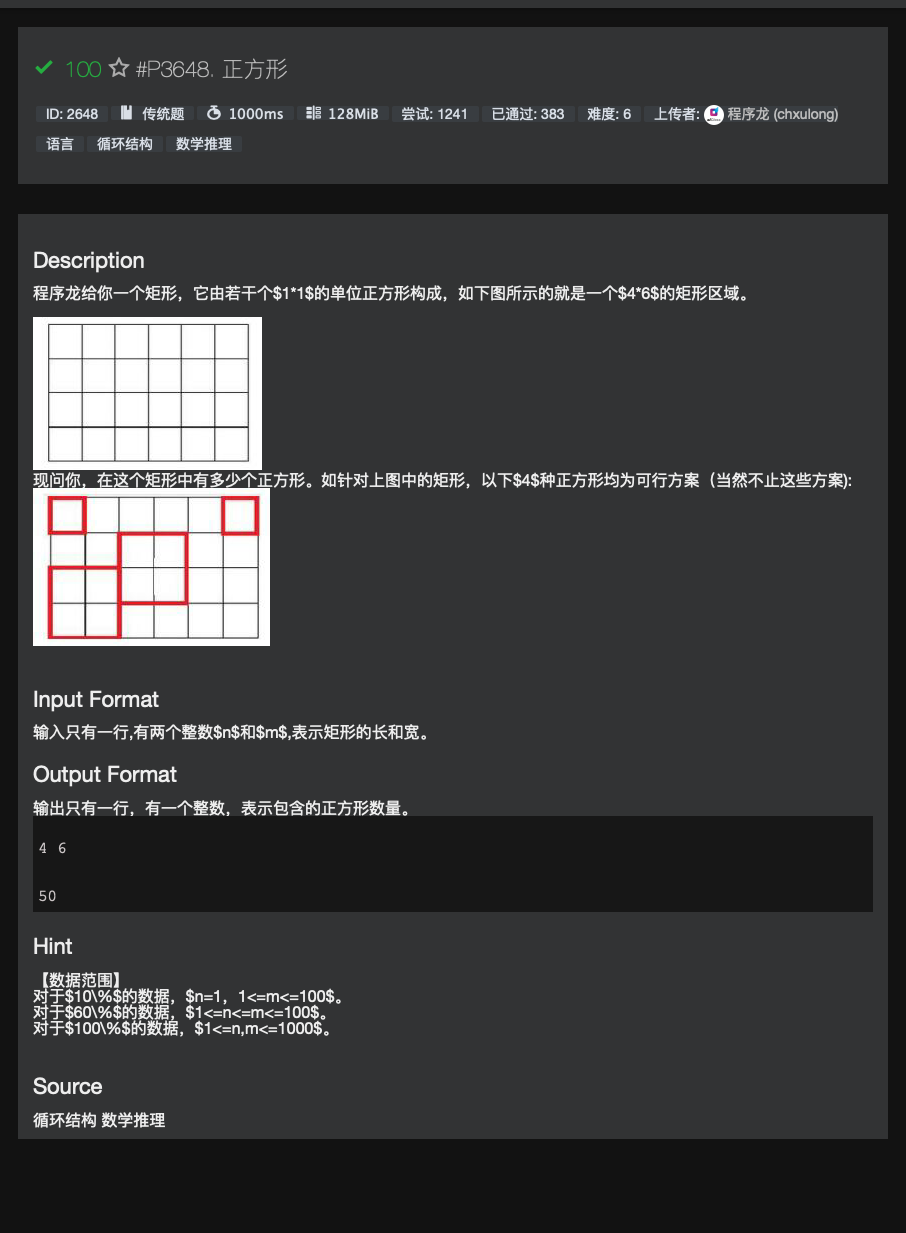 100 #P3648. 正方形
ID: 2648 传统题 1000ms 128MiB 尝试: 1241 已通过: 383 难度: 6 上传者: 程序龙 (chxulong)
语言 循环结构 数学推理
Description
程序龙给你一个矩形，它由若干个$1*1$的单位正方形构成，如下图所示的就是一个$4*6$的矩形区域。
现问你，在这个矩形中有多少个正方形。如针对上图中的矩形，以下$4$种正方形均为可行方案（当然不止这些方案):
Input Format
输入只有一行,有两个整数$n$和$m$,表示矩形的长和宽。
Output Format
输出只有一行，有一个整数，表示包含的正方形数量。
4 6
50
Hint
【数据范围】
对于$10\%$的数据，$n=1，1<=m<=100$。
对于$60\%$的数据，$1<=n<=m<=100$。
对于$100\%$的数据，$1<=n,m<=1000$。
Source
循环结构 数学推理